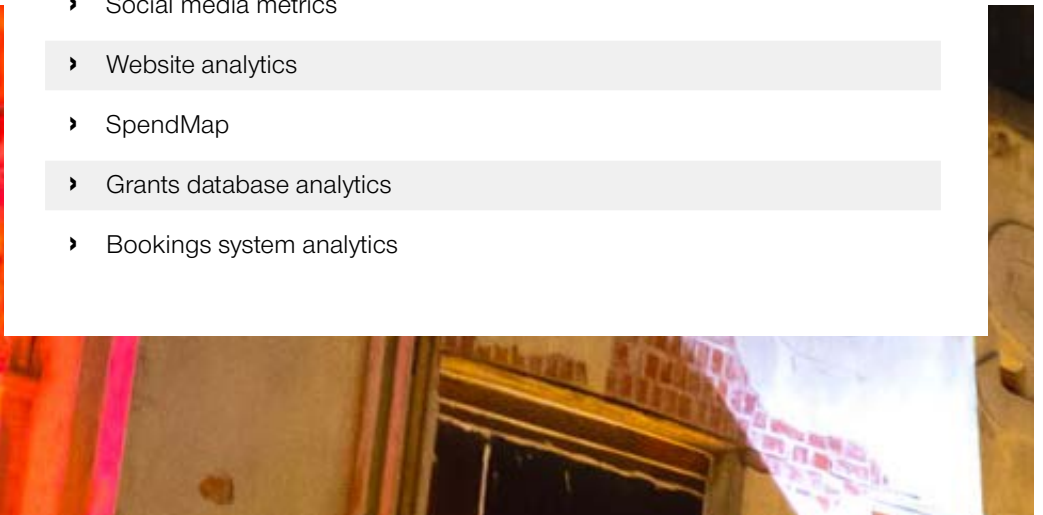 Social media metrics
Website analytics
SpendMap
Grants database analytics
Bookings system analytics